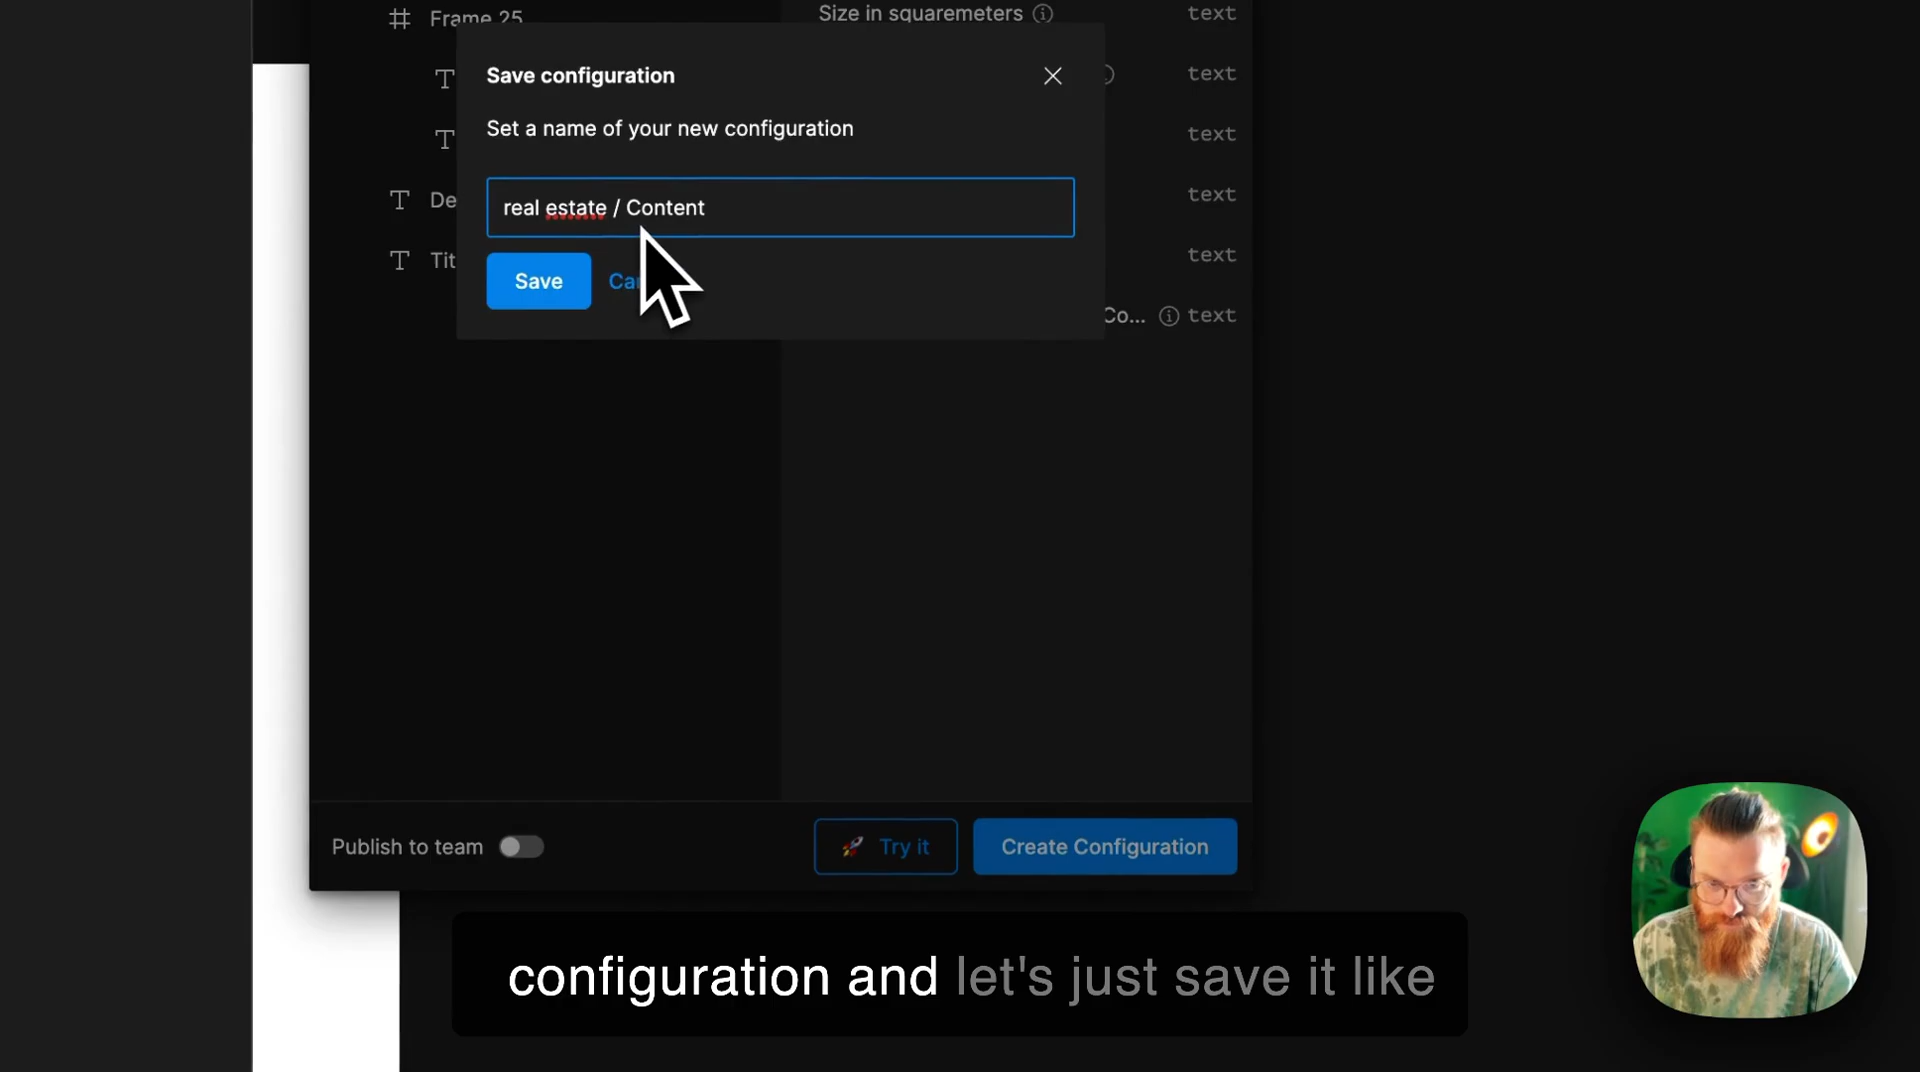 Frame 25
Size in squaremeters
text
Save configuration
text
Set a name of your new configuration
text
De
text
real estate / Content
Tit
text
Save
Can
Co...
text
Publish to team
Try it
Create Configuration
configuration and let's just save it like